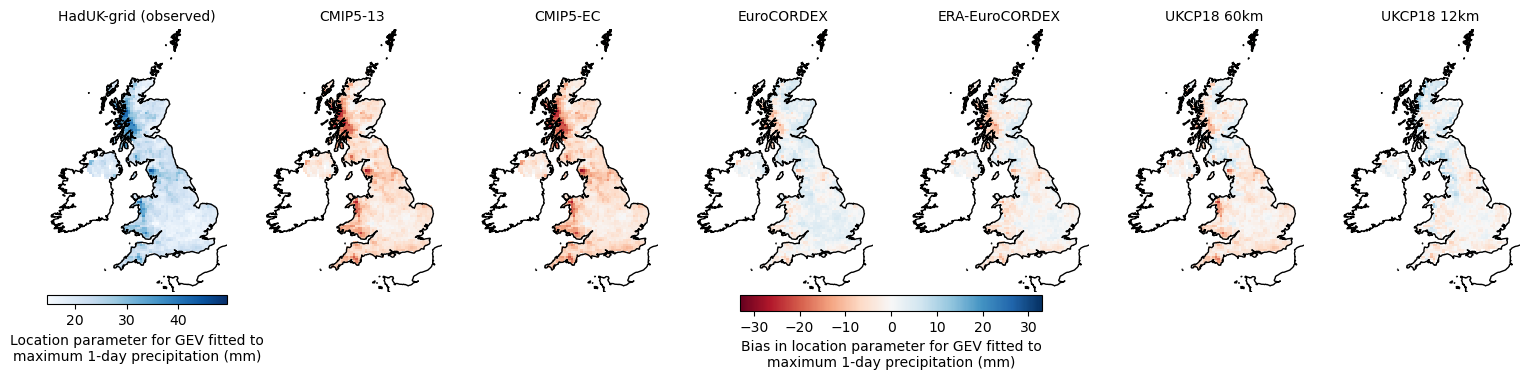 HadUK-grid (observed)
CMIP5-13
CMIP5-EC
EuroCORDEX
ERA-EuroCORDEX
UKCP18 60km
UKCP18 12km
20 30 40
Location parameter for GEV fitted to
maximum 1-day precipitation (mm)
−30 −20 −10 0 10 20 30
Bias in location parameter for GEV fitted to
maximum 1-day precipitation (mm)